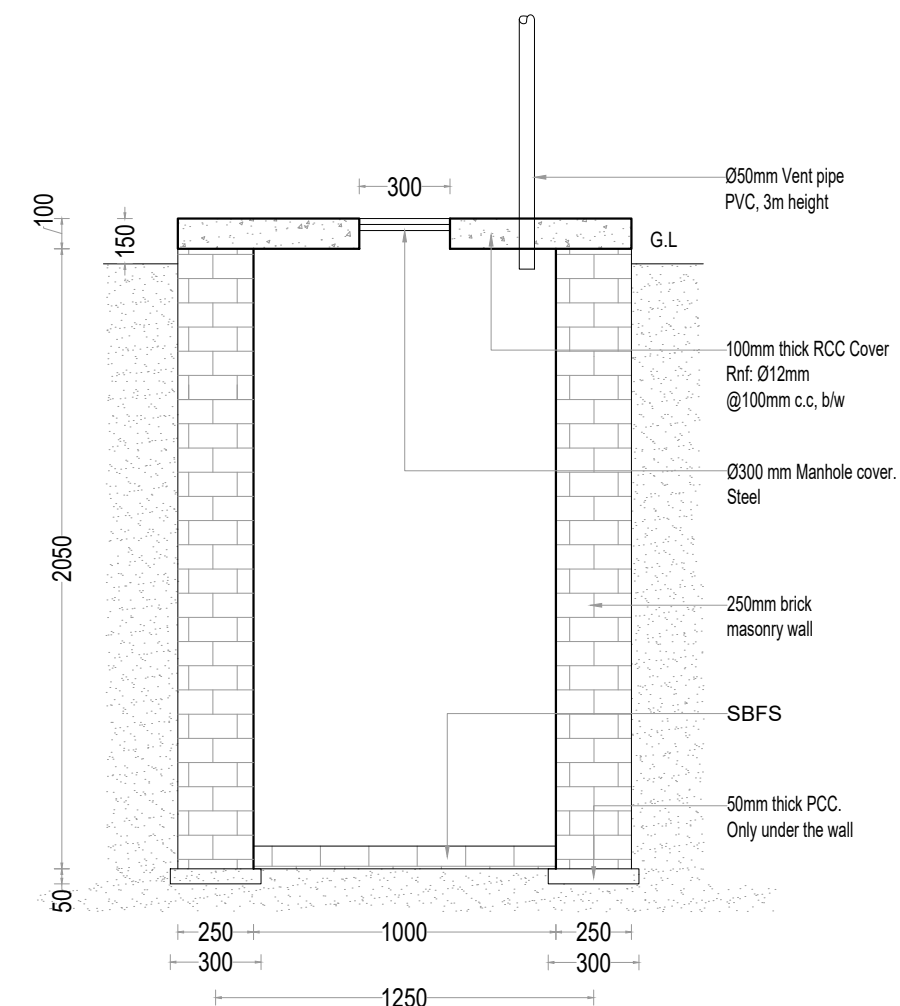 Ø50mm Vent pipe
PVC, 3m height
300
100
150
G.L
100mm thick RCC Cover
Rnf: Ø12mm
@100mm c.c, b/w
Ø300 mm Manhole cover.
Steel
2050
250mm brick
masonry wall
SBFS
50mm thick PCC.
Only under the wall
50
250
1000
250
300
300
1250